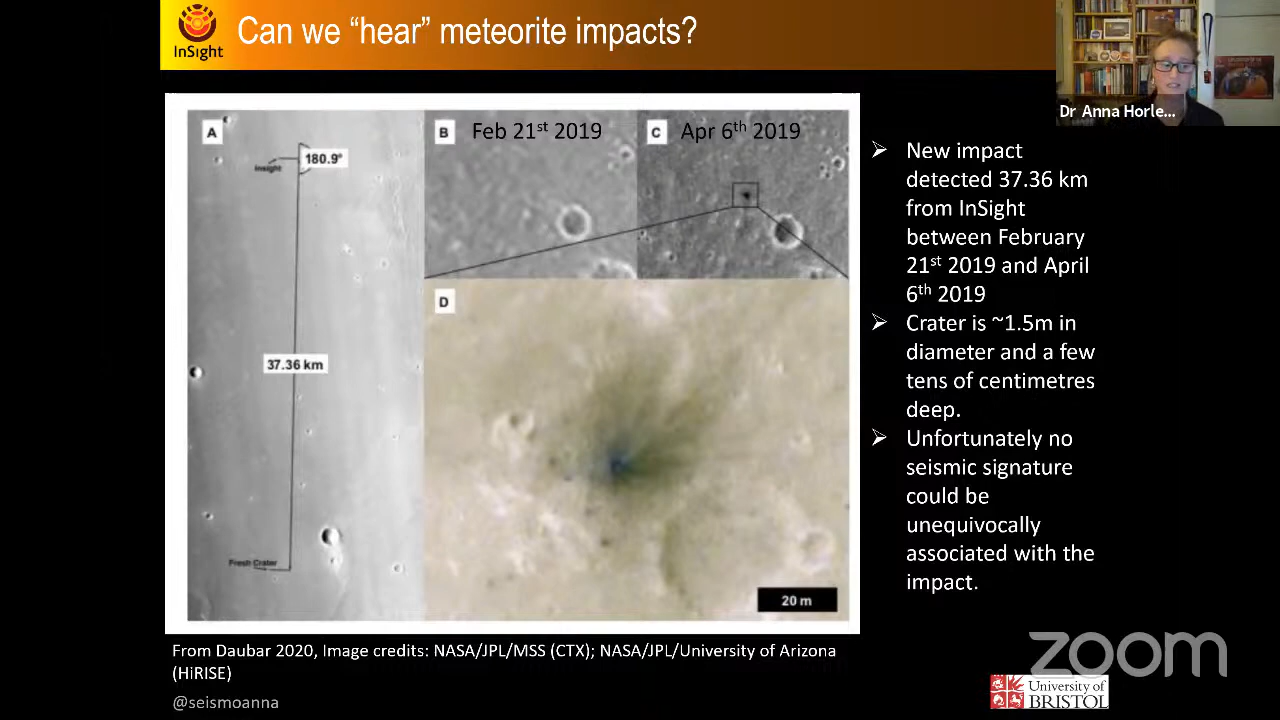 InSight
Can we “hear” meteorite impacts?
Dr Anna Horle...
A
Insight
180.9°
37.36 km
Fresh Crater
B
Feb 21st 2019
C
Apr 6th 2019
D
20 m
➢ New impact
detected 37.36 km
from InSight
between February
21st 2019 and April
6th 2019
➢ Crater is ~1.5m in
diameter and a few
tens of centimetres
deep.
➢ Unfortunately no
seismic signature
could be
unequivocally
associated with the
impact.
From Daubar 2020, Image credits: NASA/JPL/MSS (CTX); NASA/JPL/University of Arizona
(HiRISE)
@seismoanna
zoom
University of
BRISTOL